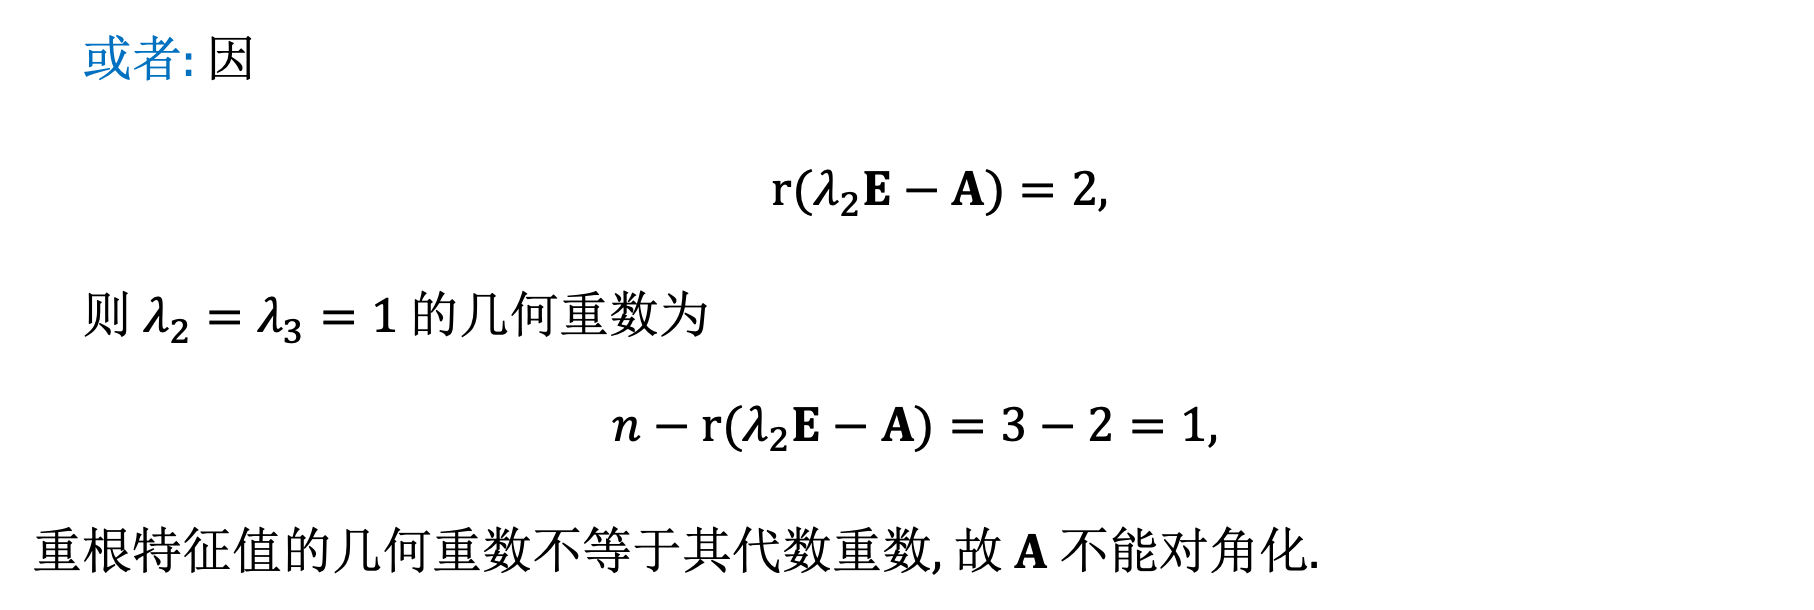 或者: 因
r(λ₂𝐄 − 𝐀) = 2,
则 λ₂ = λ₃ = 1 的几何重数为
n − r(λ₂𝐄 − 𝐀) = 3 − 2 = 1,
重根特征值的几何重数不等于其代数重数, 故 𝐀 不能对角化.